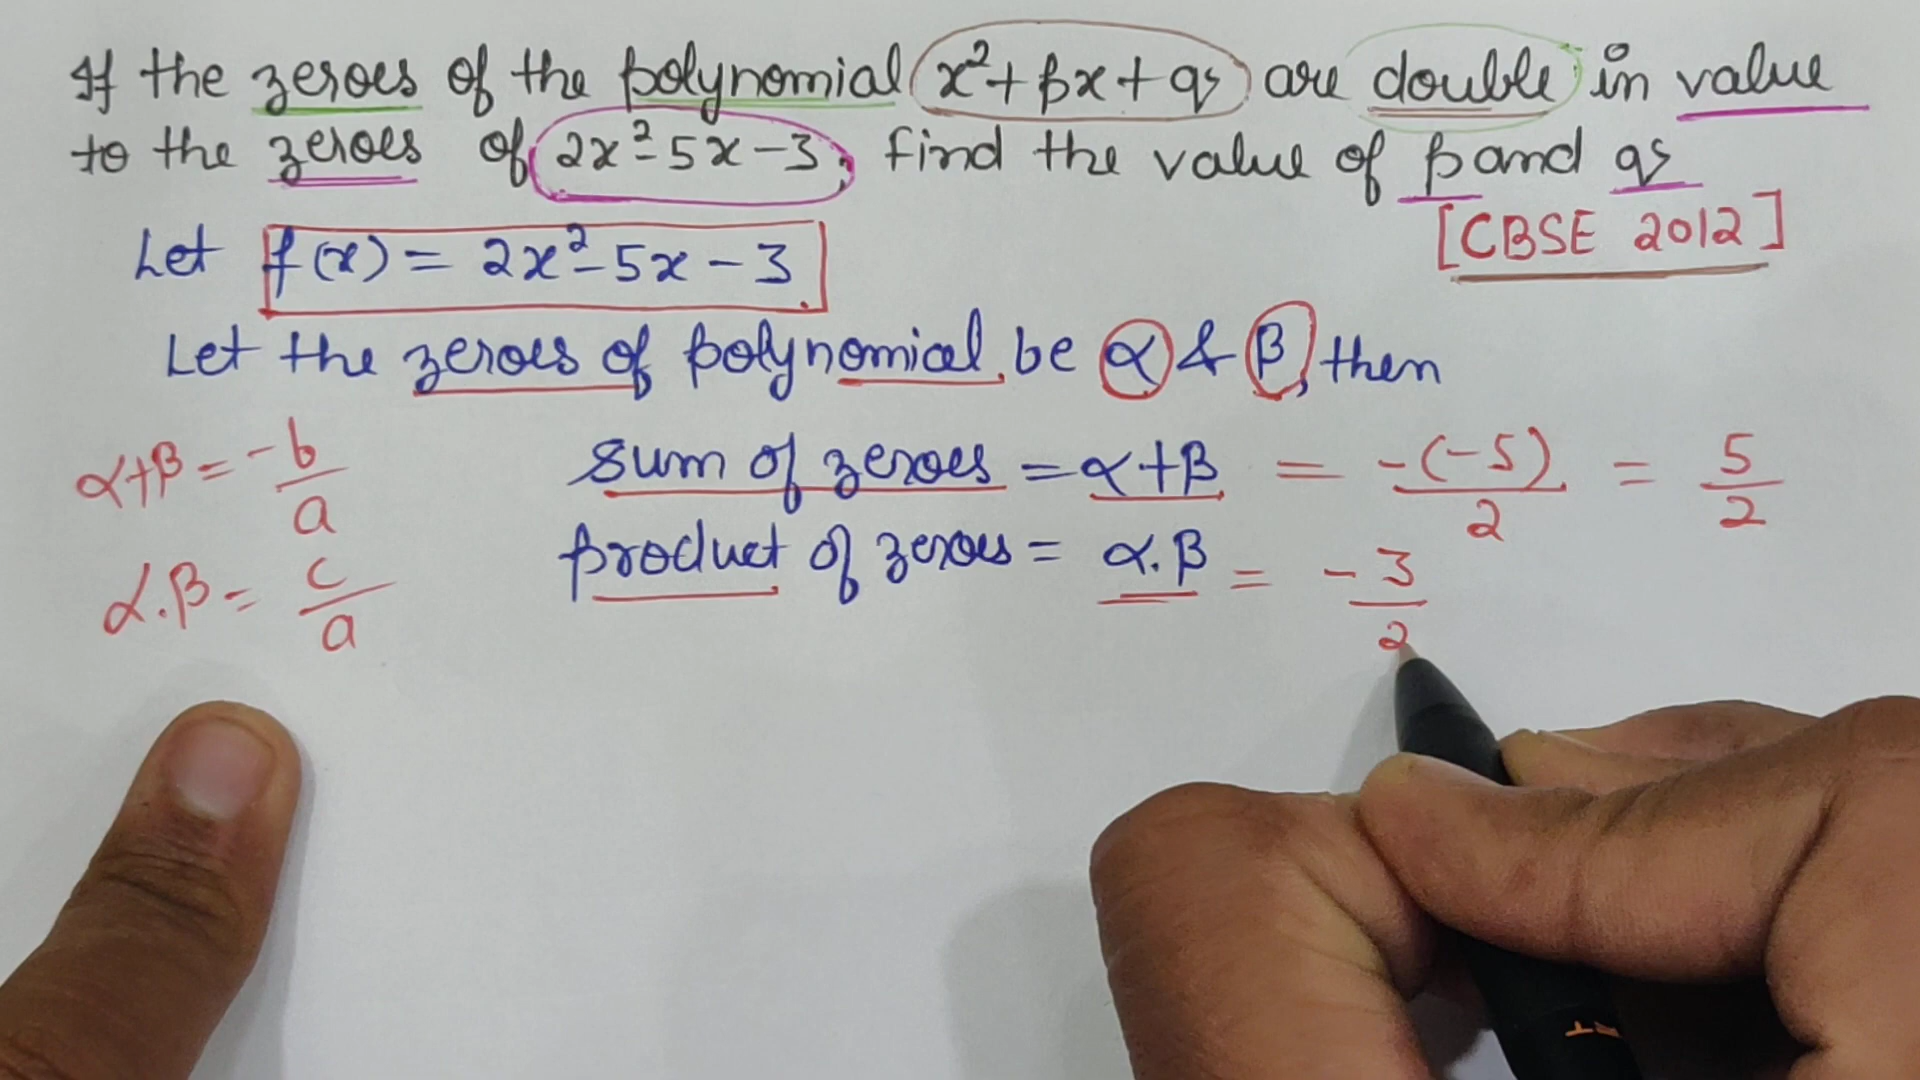 If the zeroes of the polynomial x²+px+q are double in value
to the zeroes of 2x²-5x-3, find the value of p and q
[CBSE 2012]
Let f(x) = 2x²-5x-3.
Let the zeroes of polynomial be α & β, then
α+β = -b/a
sum of zeroes = α+β = -(-5)/2 = 5/2
α.β = c/a
product of zeroes = α.β = -3/2